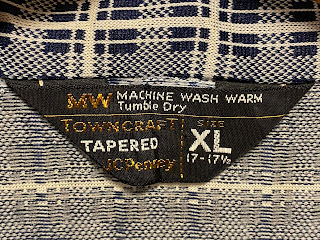 MW MACHINE WASH WARM
Tumble Dry
TOWNCRAFT
TAPERED
JCPenney
SIZE
XL
17-17½